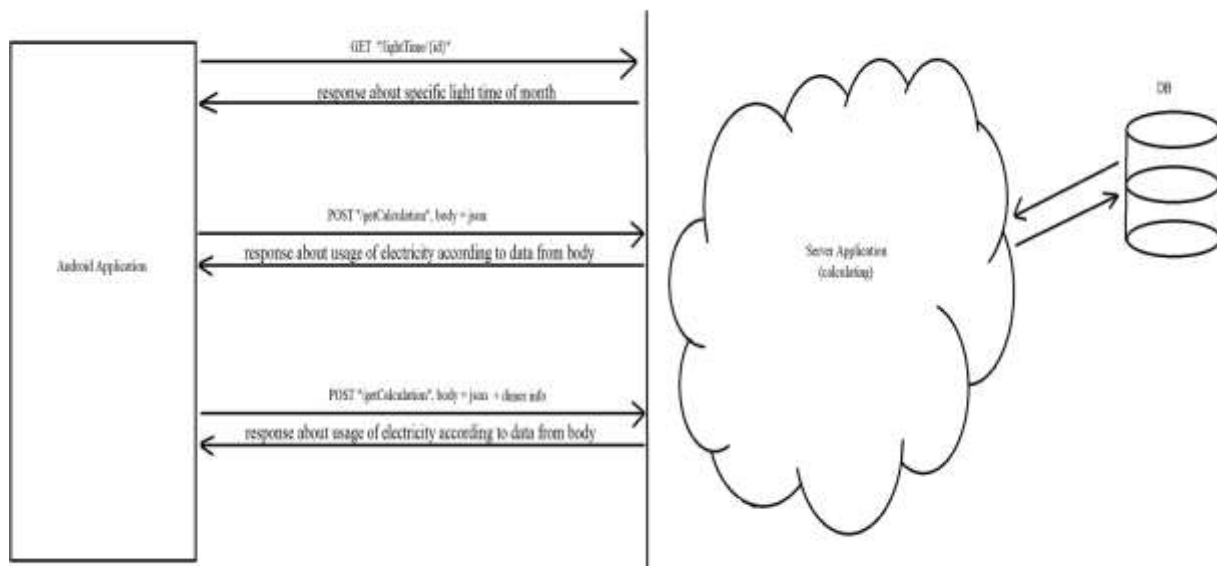 GET "/lightTime/{id}"
response about specific light time of month
DB
POST "/getCalculation", body = json
response about usage of electricity according to data from body
Android Application
Server Application
(calculating)
POST "/getCalculation", body = json + dimer info
response about usage of electricity according to data from body